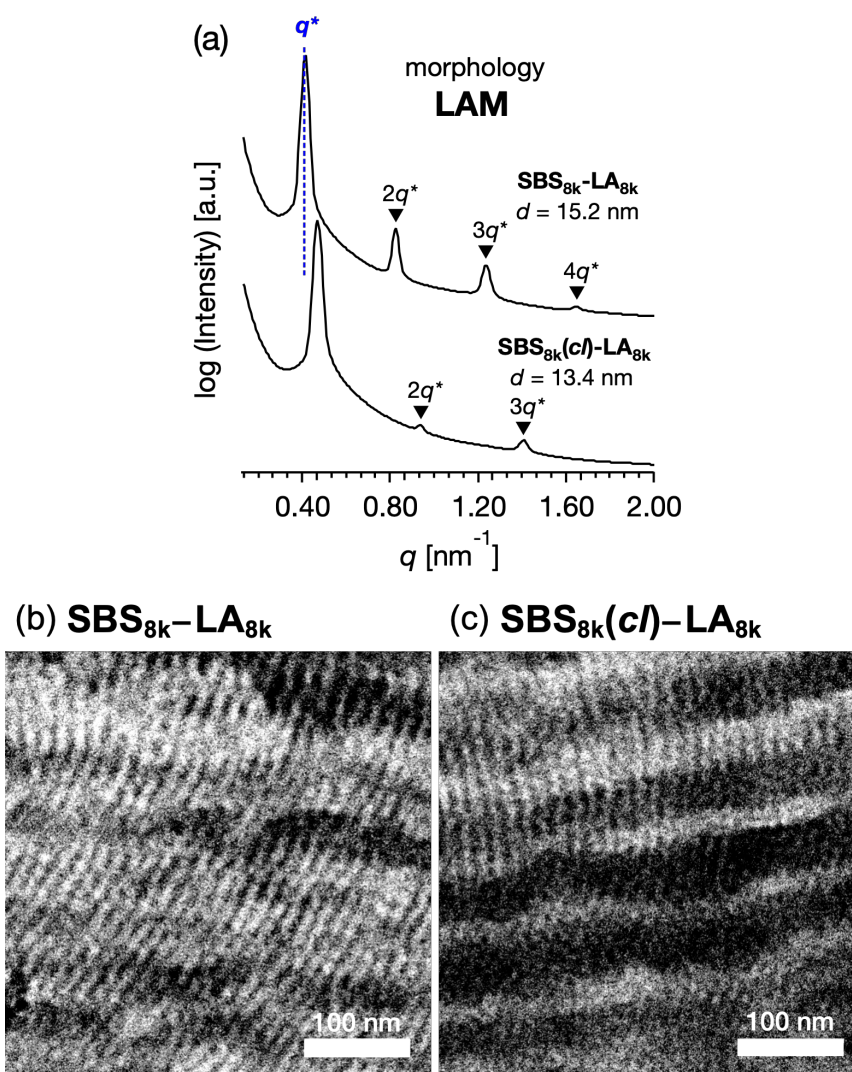 (a)
q*
morphology
LAM
log (Intensity) [a.u.]
2q*
3q*
4q*
SBS8k-LA8k
d = 15.2 nm
2q*
3q*
SBS8k(cl)-LA8k
d = 13.4 nm
0.40 0.80 1.20 1.60 2.00
q [nm-1]
(b) SBS8k–LA8k
(c) SBS8k(cl)–LA8k
100 nm
100 nm